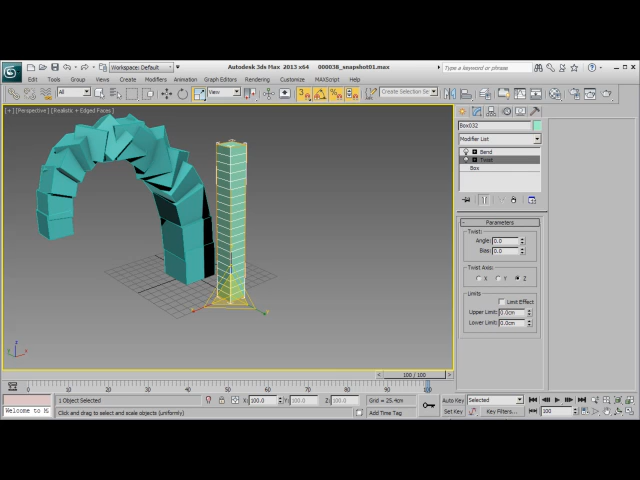 Workspace: Default
Autodesk 3ds Max 2013 x64    000038_snapshot01.max
Type a keyword or phrase
Edit Tools Group Views Create Modifiers Animation Graph Editors Rendering Customize MAXScript Help
All View 3 Create Selection Se
[ + ] [Perspective ] [Realistic + Edged Faces ]
Box032
Modifier List
Bend
Twist
Box
Parameters
Twist:
Angle: 0.0
Bias: 0.0
Twist Axis:
X Y Z
Limits
Limit Effect
Upper Limit: 0.0cm
Lower Limit: 0.0cm
z
x
100 / 100
0 10 20 30 40 50 60 70 80 90 100
1 Object Selected
X: 100.0 Y: 100.0 Z: 100.0
Grid = 25.4cm
Auto Key Selected
Welcome to M
Click and drag to select and scale objects (uniformly)
Add Time Tag
Set Key Key Filters... 100